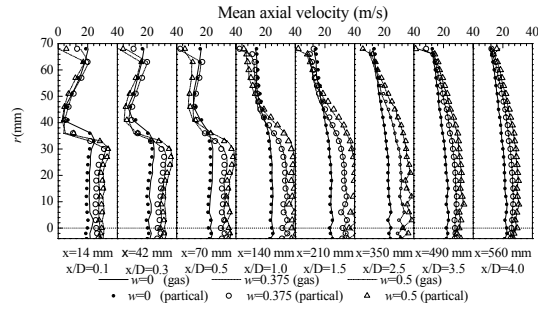 Mean axial velocity (m/s)
0 20 40 20 40 20 40 20 40 20 40 20 40 20 40 20 40
70
60
50
40
30
20
10
0
r(mm)
x=14 mm x=42 mm x=70 mm x=140 mm x=210 mm x=350 mm x=490 mm x=560 mm
x/D=0.1 x/D=0.3 x/D=0.5 x/D=1.0 x/D=1.5 x/D=2.5 x/D=3.5 x/D=4.0
w=0 (gas) w=0.375 (gas) w=0.5 (gas)
w=0 (partical) w=0.375 (partical) w=0.5 (partical)